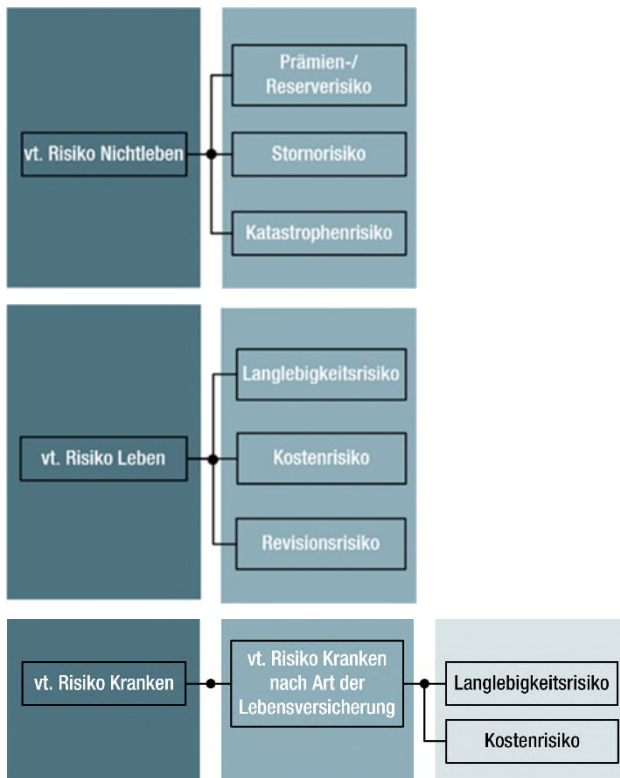 vt. Risiko Nichtleben
Prämien-/
Reserverisiko
Stornorisiko
Katastrophenrisiko
vt. Risiko Leben
Langlebigkeitsrisiko
Kostenrisiko
Revisionsrisiko
vt. Risiko Kranken
vt. Risiko Kranken
nach Art der
Lebensversicherung
Langlebigkeitsrisiko
Kostenrisiko